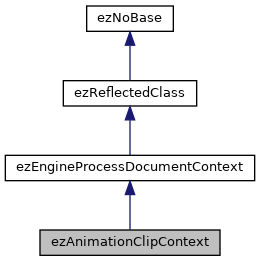 ezNoBase
ezReflectedClass
ezEngineProcessDocumentContext
ezAnimationClipContext